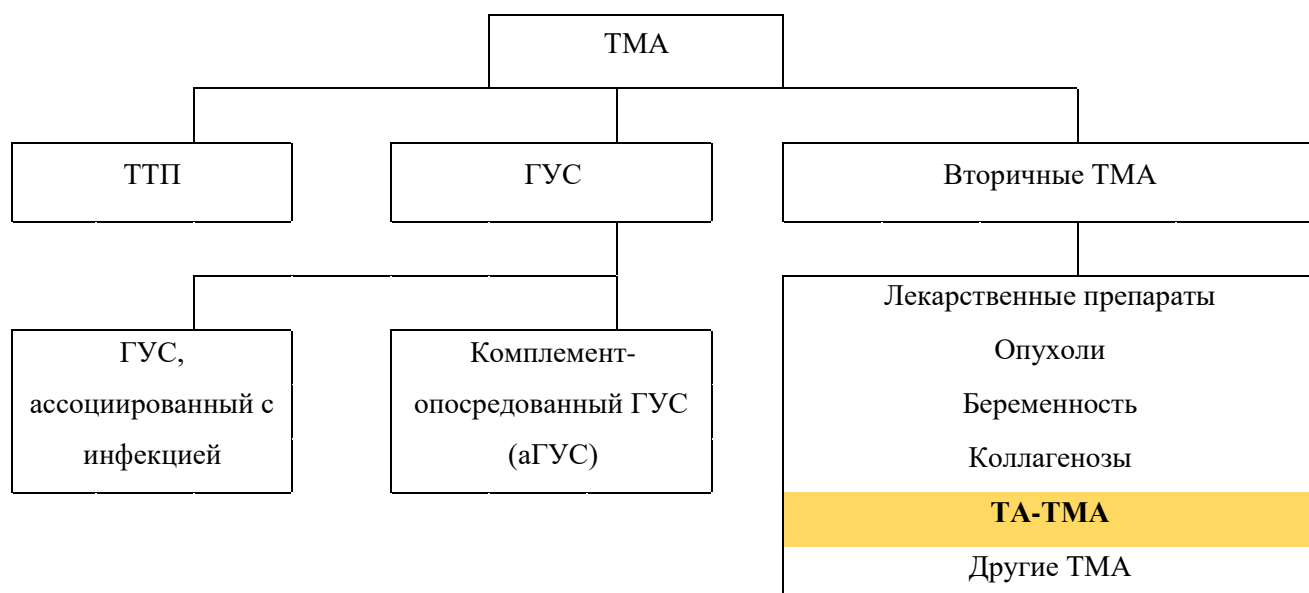 ТМА
ТТП
ГУС
Вторичные ТМА
ГУС,
ассоциированный с
инфекцией
Комплемент-
опосредованный ГУС
(аГУС)
Лекарственные препараты
Опухоли
Беременность
Коллагенозы
ТА-ТМА
Другие ТМА